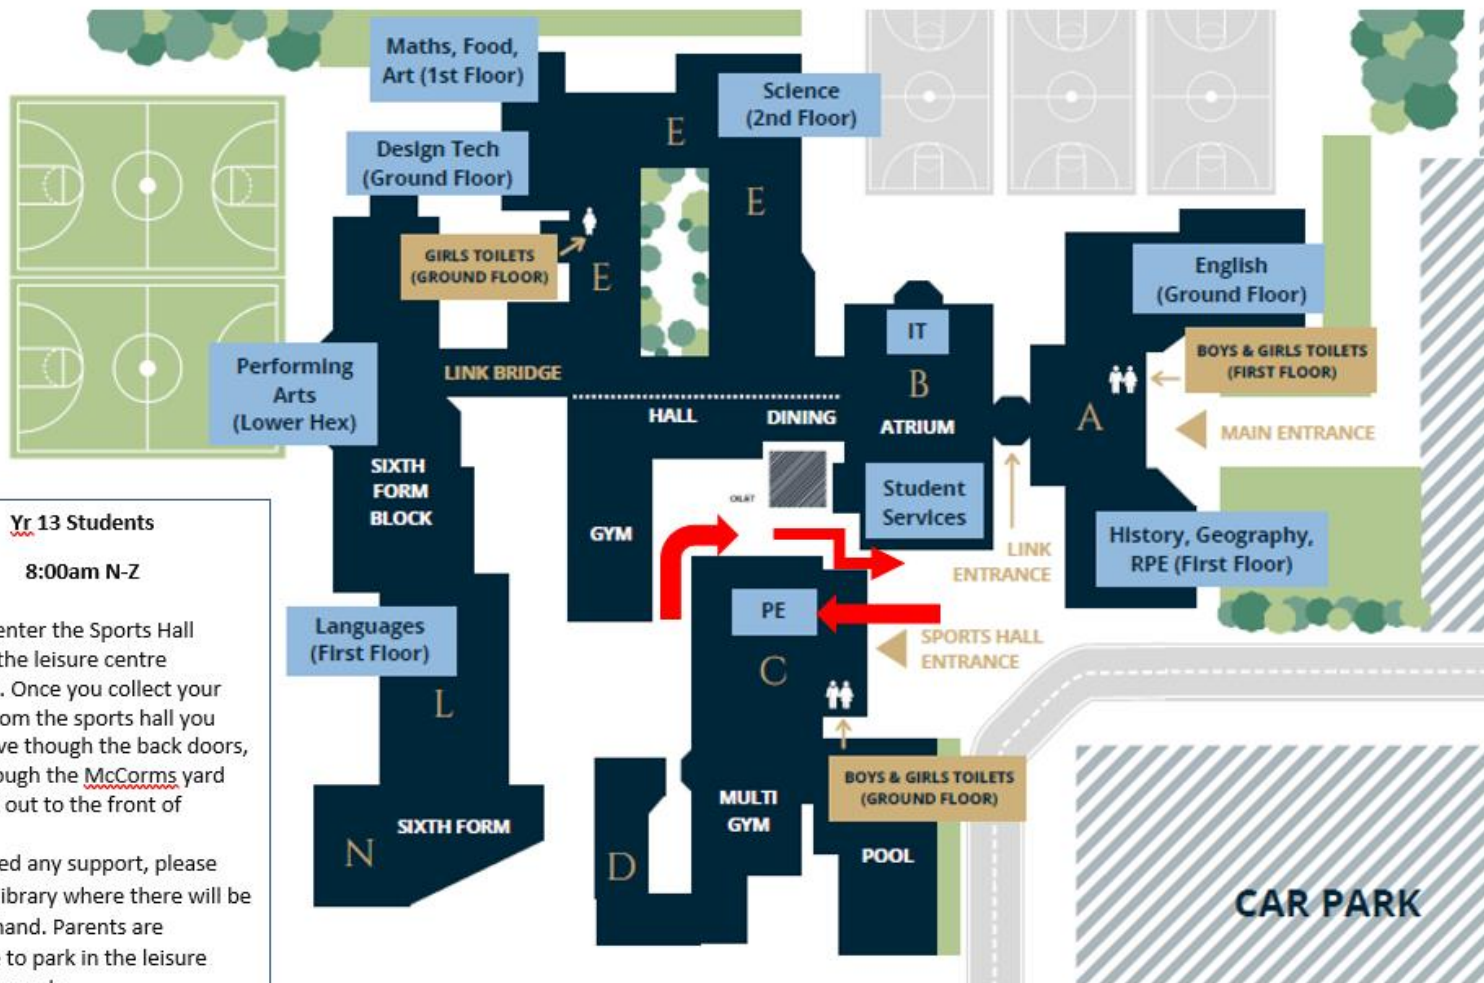 Maths, Food,
Art (1st Floor)
Science
(2nd Floor)
E
Design Tech
(Ground Floor)
E
GIRLS TOILETS
(GROUND FLOOR)
E
English
(Ground Floor)
IT
BOYS & GIRLS TOILETS
(FIRST FLOOR)
Performing
Arts
(Lower Hex)
LINK BRIDGE
B
HALL
DINING
ATRIUM
A
MAIN ENTRANCE
SIXTH
FORM
BLOCK
Student
Services
GYM
LINK
ENTRANCE
History, Geography,
RPE (First Floor)
Yr 13 Students
8:00am N-Z
enter the Sports Hall
the leisure centre
. Once you collect your
om the sports hall you
ve though the back doors,
ough the McCorms yard
out to the front of
ed any support, please
library where there will be
hand. Parents are
to park in the leisure
PE
Languages
(First Floor)
SPORTS HALL
ENTRANCE
C
L
BOYS & GIRLS TOILETS
(GROUND FLOOR)
MULTI
GYM
SIXTH FORM
N
D
POOL
CAR PARK